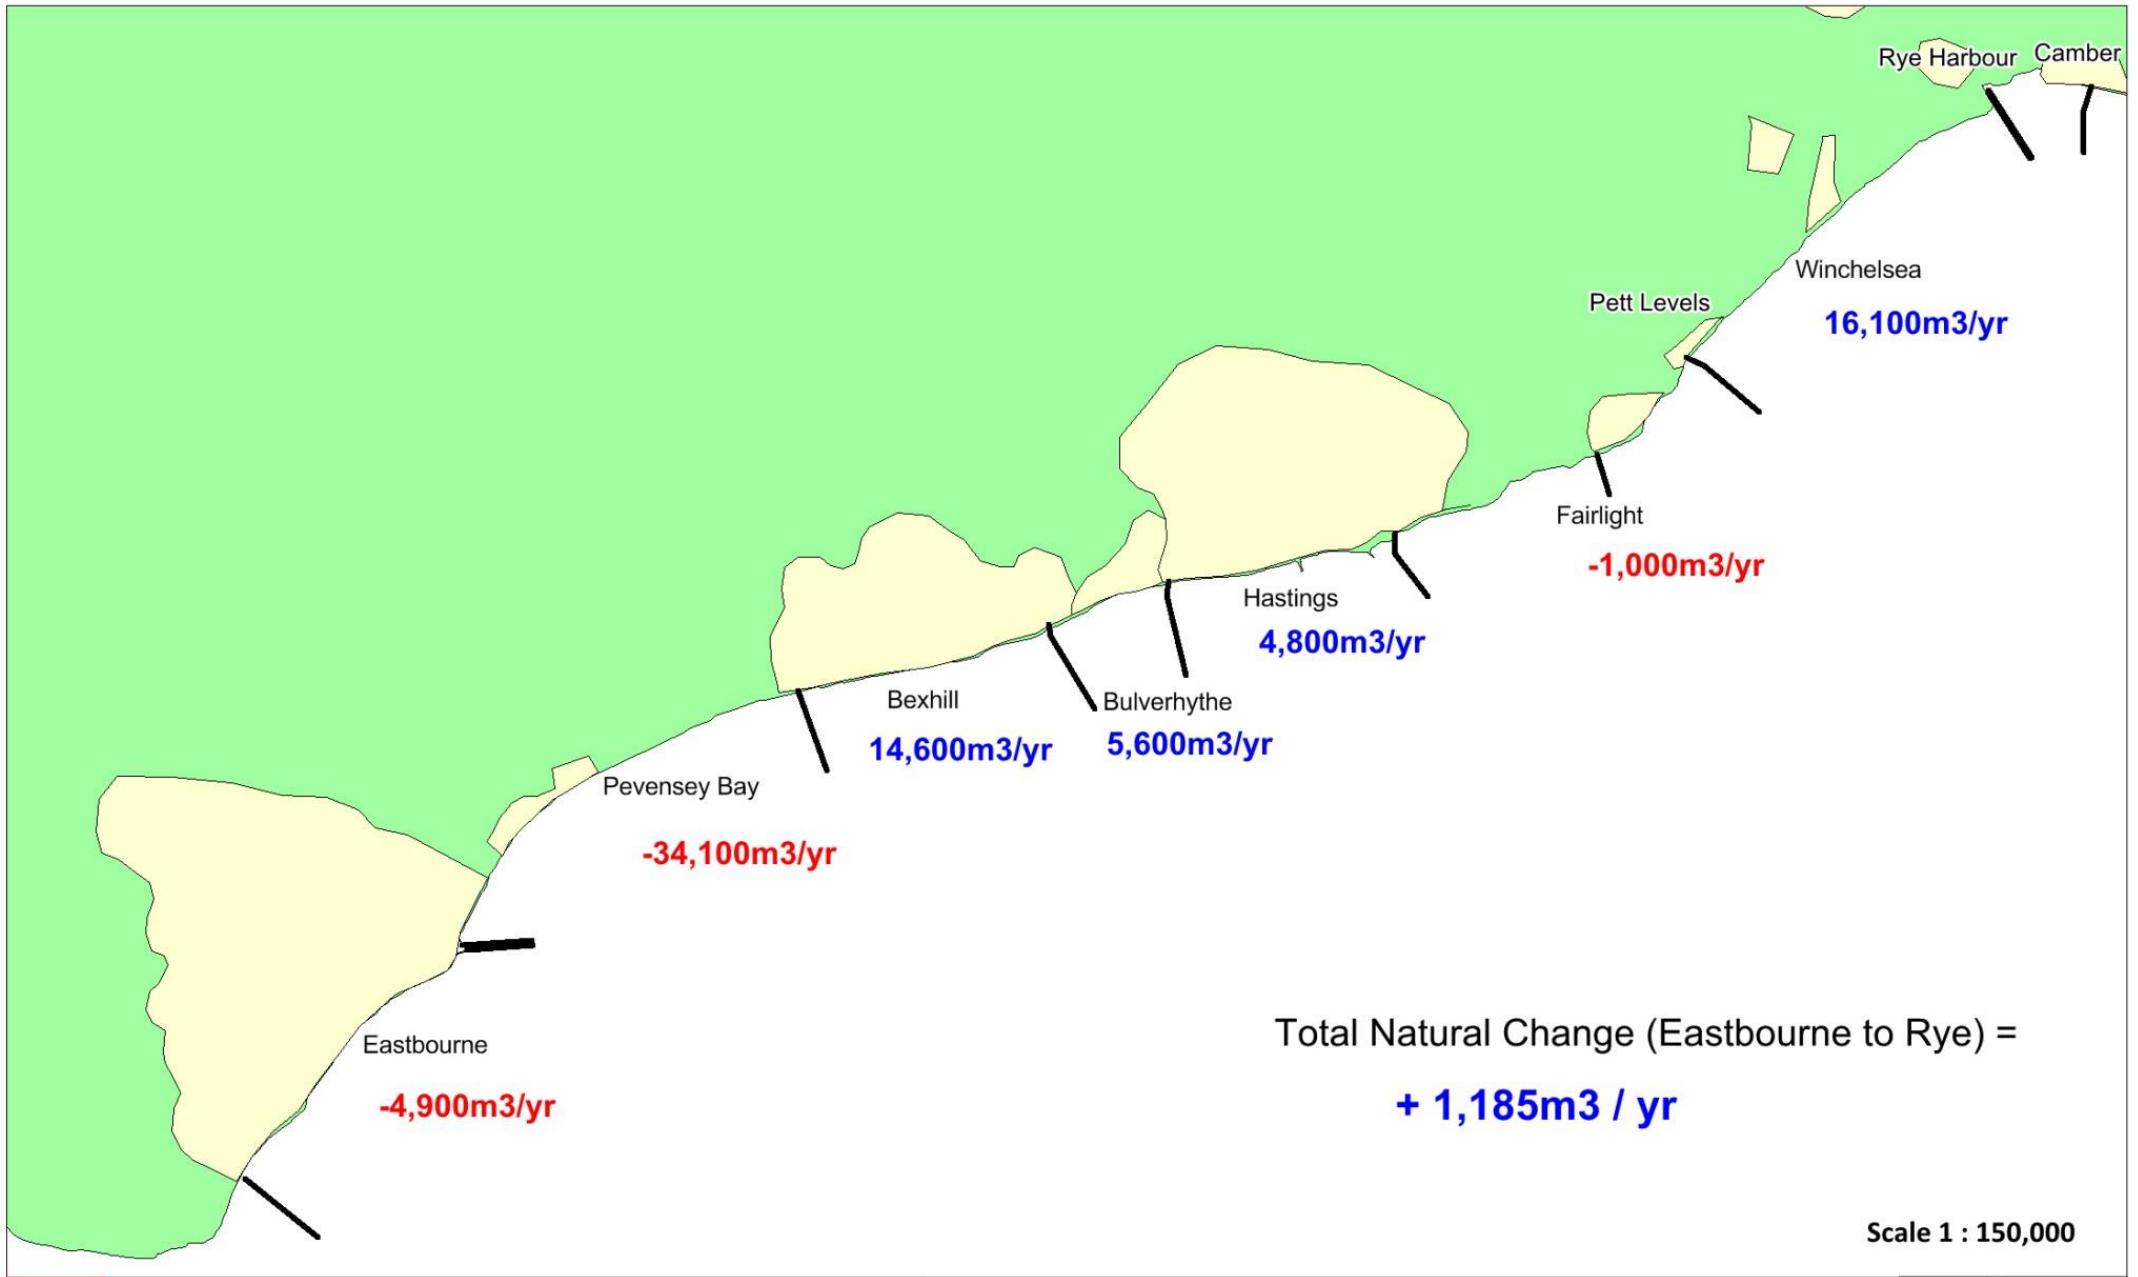 Rye Harbour
Camber
Winchelsea
16,100m3/yr
Pett Levels
Fairlight
-1,000m3/yr
Hastings
4,800m3/yr
Bulverhythe
5,600m3/yr
Bexhill
14,600m3/yr
Pevensey Bay
-34,100m3/yr
Eastbourne
-4,900m3/yr
Total Natural Change (Eastbourne to Rye) =
+ 1,185m3 / yr
Scale 1 : 150,000